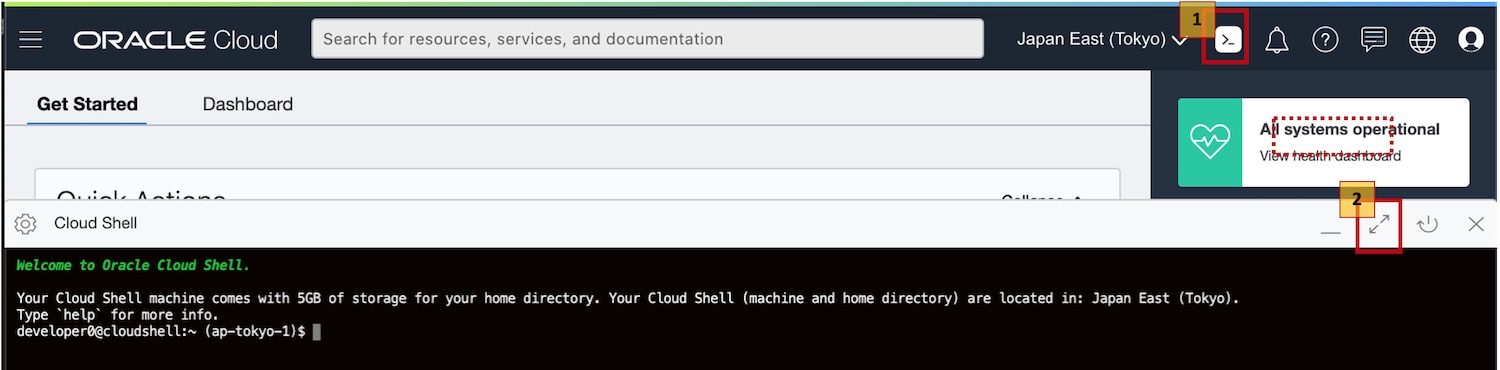 1
ORACLE Cloud
Search for resources, services, and documentation
Japan East (Tokyo)
Get Started
Dashboard
All systems operational
View health dashboard
Quick Actions
Collapse
2
Cloud Shell
Welcome to Oracle Cloud Shell.
Your Cloud Shell machine comes with 5GB of storage for your home directory. Your Cloud Shell (machine and home directory) are located in: Japan East (Tokyo).
Type `help` for more info.
developer0@cloudshell:~ (ap-tokyo-1)$